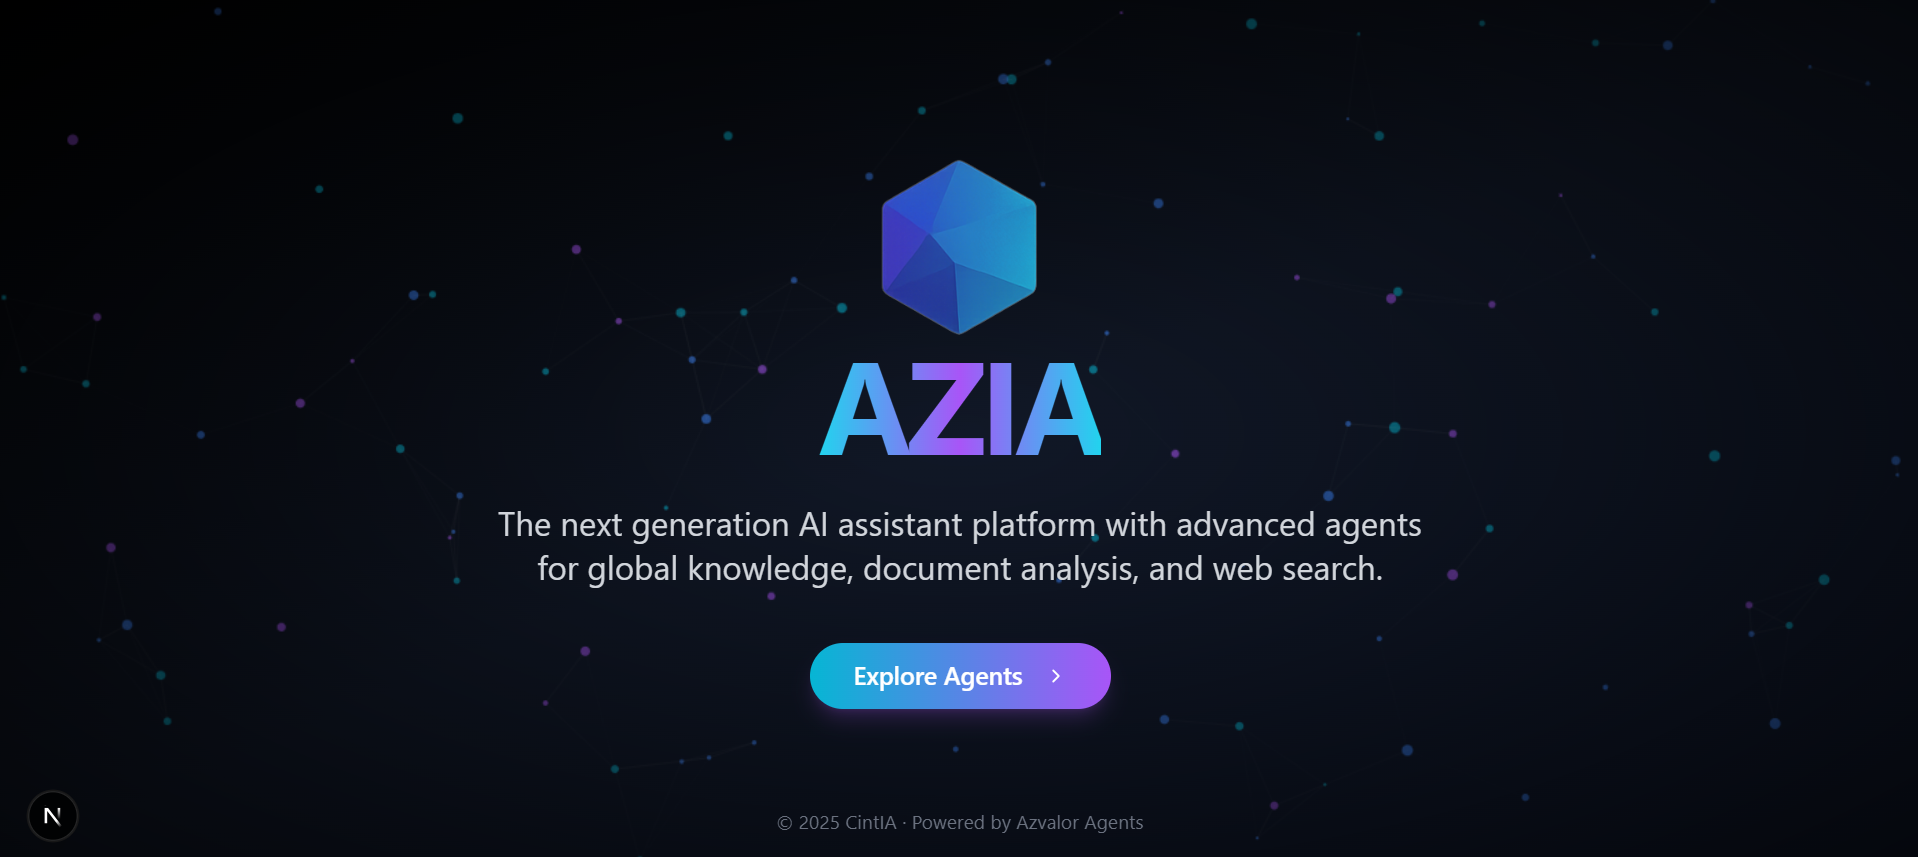 AZIA
The next generation AI assistant platform with advanced agents
for global knowledge, document analysis, and web search.
Explore Agents
N
© 2025 CintIA · Powered by Azvalor Agents